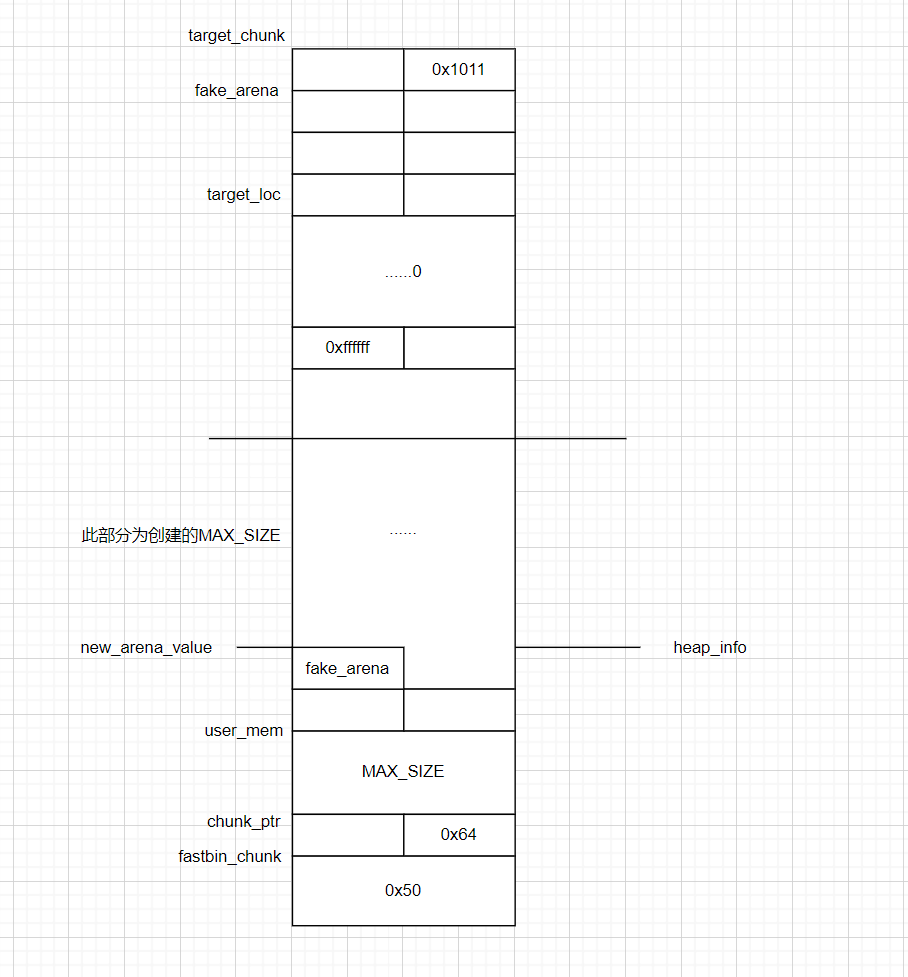 target_chunk
0x1011
fake_arena
target_loc
......0
0xffffff
此部分为创建的MAX_SIZE
......
new_arena_value
heap_info
fake_arena
user_mem
MAX_SIZE
chunk_ptr
0x64
fastbin_chunk
0x50